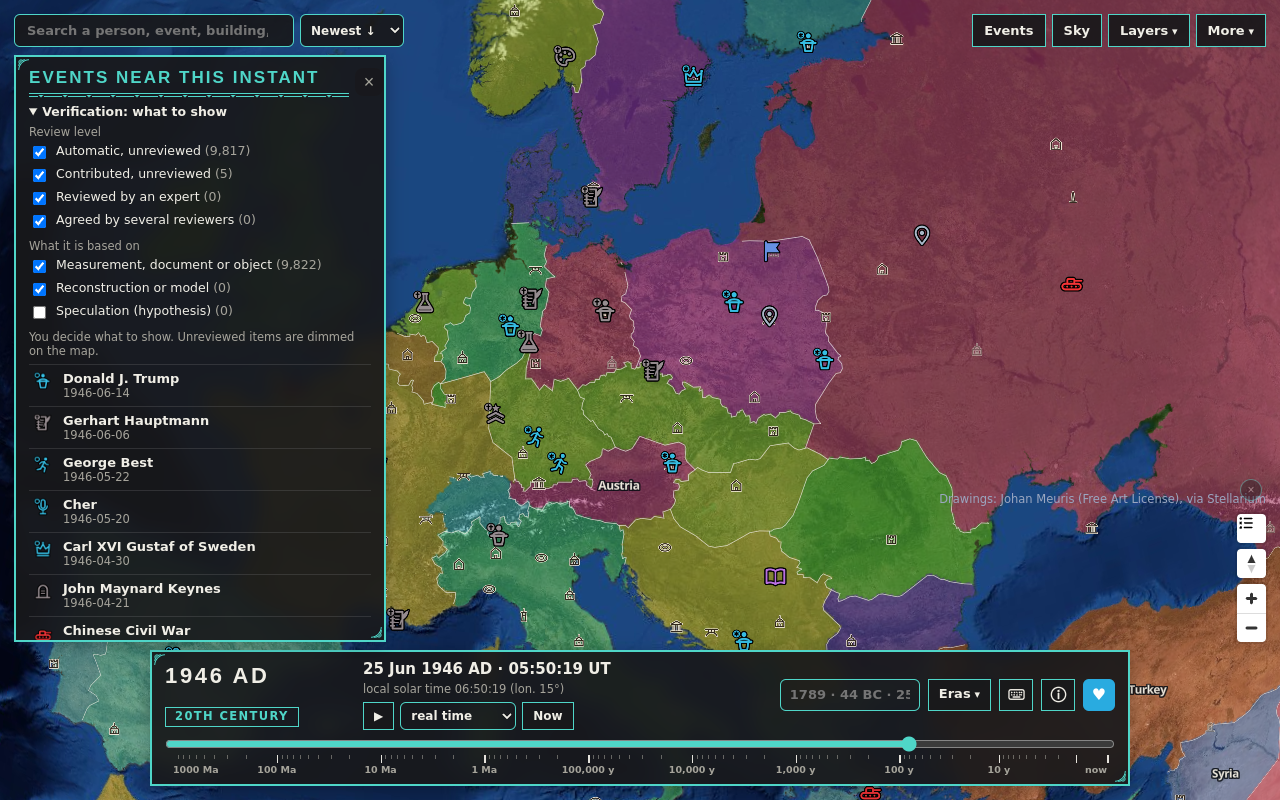 Search a person, event, building,
Newest ↓
Events
Sky
Layers ▾
More ▾
EVENTS NEAR THIS INSTANT
×
▼ Verification: what to show
Review level
Automatic, unreviewed (9,817)
Contributed, unreviewed (5)
Reviewed by an expert (0)
Agreed by several reviewers (0)
What it is based on
Measurement, document or object (9,822)
Reconstruction or model (0)
Speculation (hypothesis) (0)
You decide what to show. Unreviewed items are dimmed
on the map.
Donald J. Trump
1946-06-14
Gerhart Hauptmann
1946-06-06
George Best
1946-05-22
Cher
1946-05-20
Carl XVI Gustaf of Sweden
1946-04-30
John Maynard Keynes
1946-04-21
Chinese Civil War
Austria
Drawings: Johan Meuris (Free Art License), via Stellarium
Turkey
Syria
1946 AD
20TH CENTURY
25 Jun 1946 AD · 05:50:19 UT
local solar time 06:50:19 (lon. 15°)
▶
real time
Now
1789 · 44 BC · 25
Eras ▾
1000 Ma
100 Ma
10 Ma
1 Ma
100,000 y
10,000 y
1,000 y
100 y
10 y
now